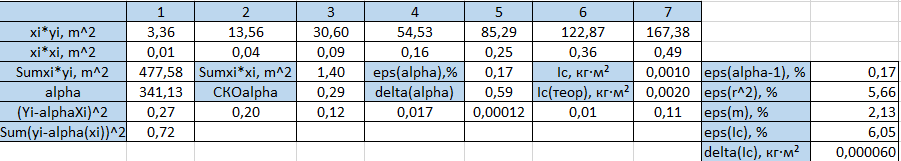 1 2 3 4 5 6 7
xi*yi, m^2 3,36 13,56 30,60 54,53 85,29 122,87 167,38
xi*xi, m^2 0,01 0,04 0,09 0,16 0,25 0,36 0,49
Sumxi*yi, m^2 477,58 Sumxi*xi, m^2 1,40 eps(alpha),% 0,17 Ic, кг·м² 0,0010 eps(alpha-1), % 0,17
alpha 341,13 СКОalpha 0,29 delta(alpha) 0,59 Ic(теор), кг·м² 0,0020 eps(r^2), % 5,66
(Yi-alphaXi)^2 0,27 0,20 0,12 0,017 0,00012 0,01 0,11 eps(m), % 2,13
Sum(yi-alpha(xi))^2 0,72 eps(Ic), % 6,05
delta(Ic), кг·м² 0,000060